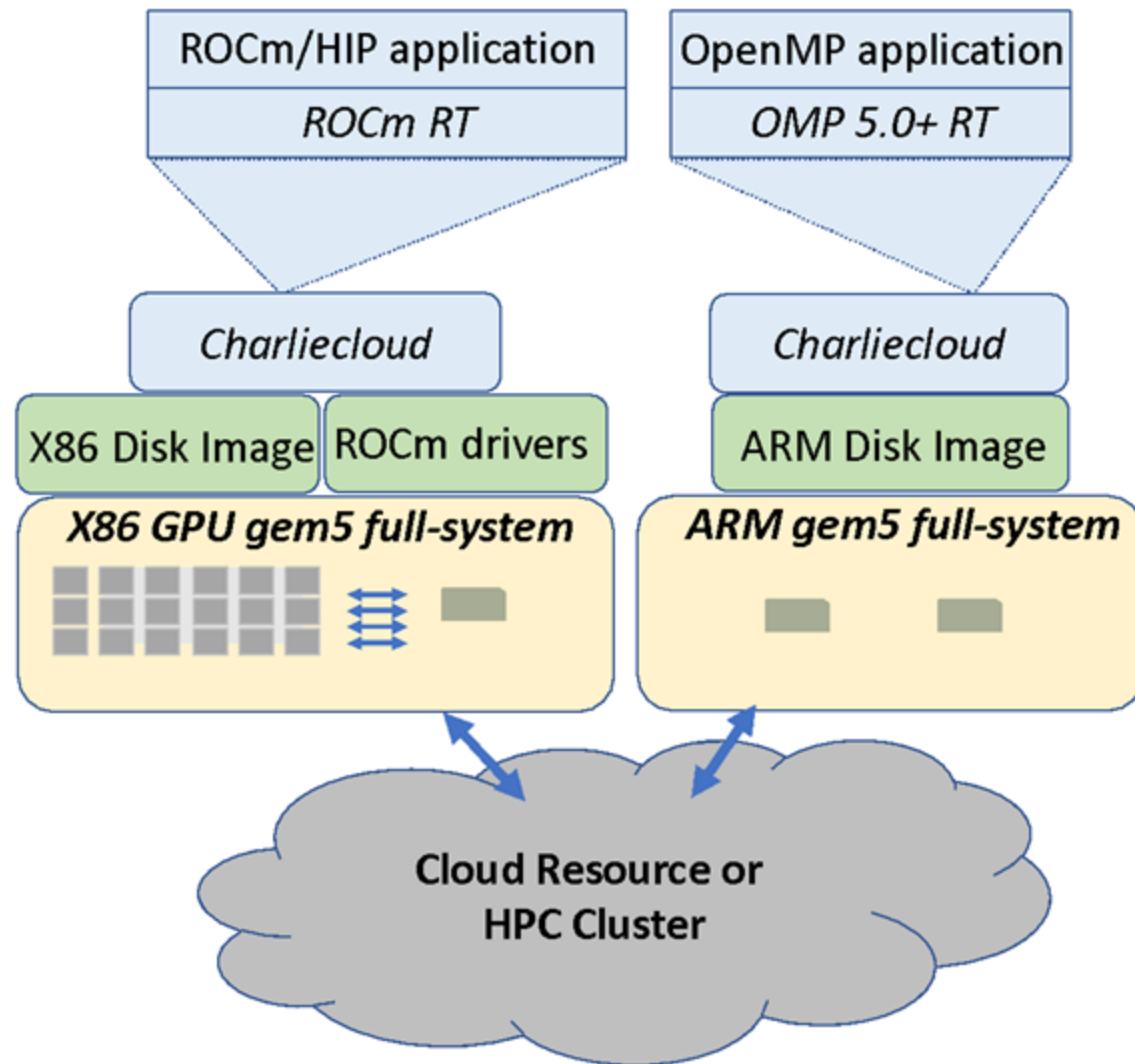 ROCm/HIP application
OpenMP application
ROCm RT
OMP 5.0+ RT
Charliecloud
Charliecloud
X86 Disk Image
ROCm drivers
ARM Disk Image
X86 GPU gem5 full-system
ARM gem5 full-system
Cloud Resource or
HPC Cluster